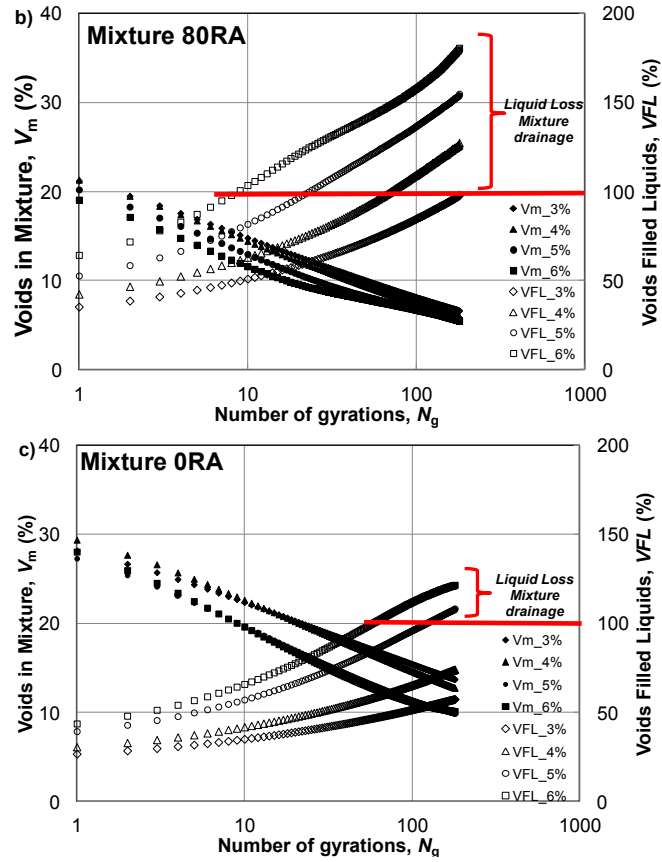 b)
Mixture 80RA
Voids in Mixture, Vm (%)
40
30
20
10
0
200
150
100
50
0
Voids Filled Liquids, VFL (%)
Liquid Loss
Mixture
drainage
Vm_3%
Vm_4%
Vm_5%
Vm_6%
VFL_3%
VFL_4%
VFL_5%
VFL_6%
1
10
100
1000
Number of gyrations, Ng
c)
Mixture 0RA
Voids in Mixture, Vm (%)
40
30
20
10
0
200
150
100
50
0
Voids Filled Liquids, VFL (%)
Liquid Loss
Mixture
drainage
Vm_3%
Vm_4%
Vm_5%
Vm_6%
VFL_3%
VFL_4%
VFL_5%
VFL_6%
1
10
100
1000
Number of gyrations, Ng